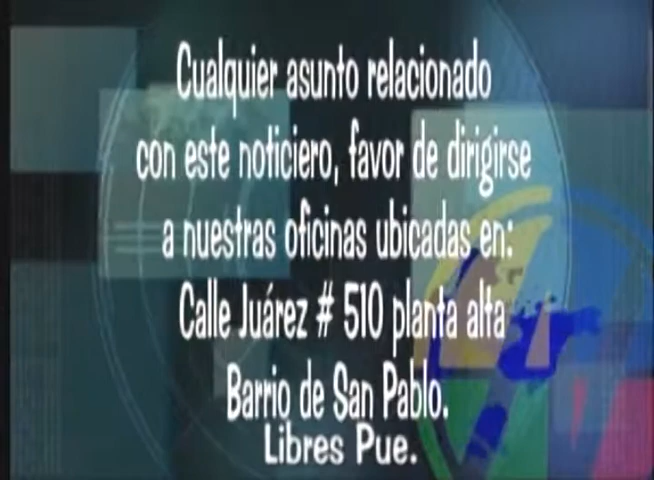 Cualquier asunto relacionado
con este noticiero, favor de dirigirse
a nuestras oficinas ubicadas en:
Calle Juárez # 510 planta alta
Barrio de San Pablo.
Libres Pue.